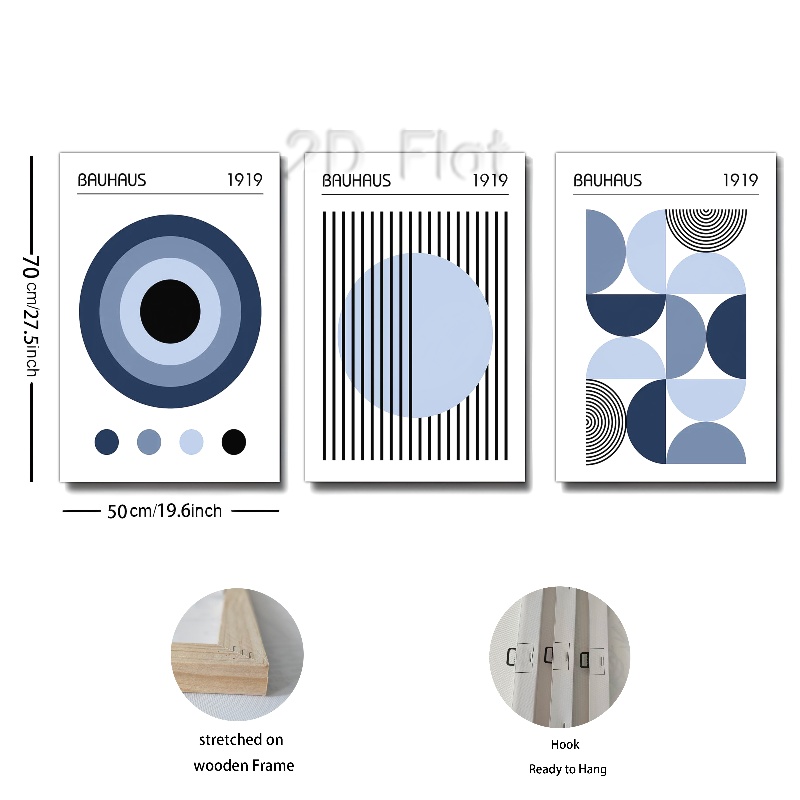 2D Flat
BAUHAUS 1919
BAUHAUS 1919
BAUHAUS 1919
70 cm/27.5inch
50cm/19.6inch
stretched on
wooden Frame
Hook
Ready to Hang